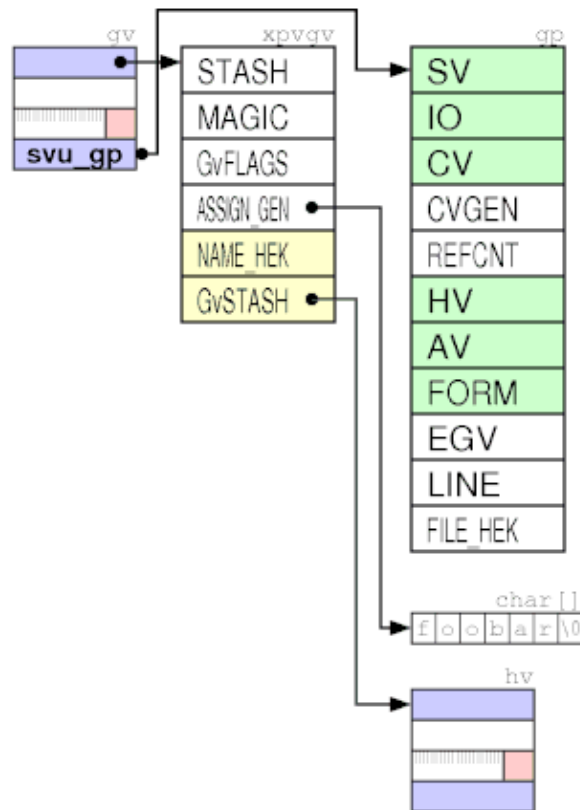 gv
svu_gp
xpvgv
STASH
MAGIC
GvFLAGS
ASSIGN_GEN
NAME_HEK
GvSTASH
gp
SV
IO
CV
CVGEN
REFCNT
HV
AV
FORM
EGV
LINE
FILE_HEK
char[]
f o o b a r \0
hv